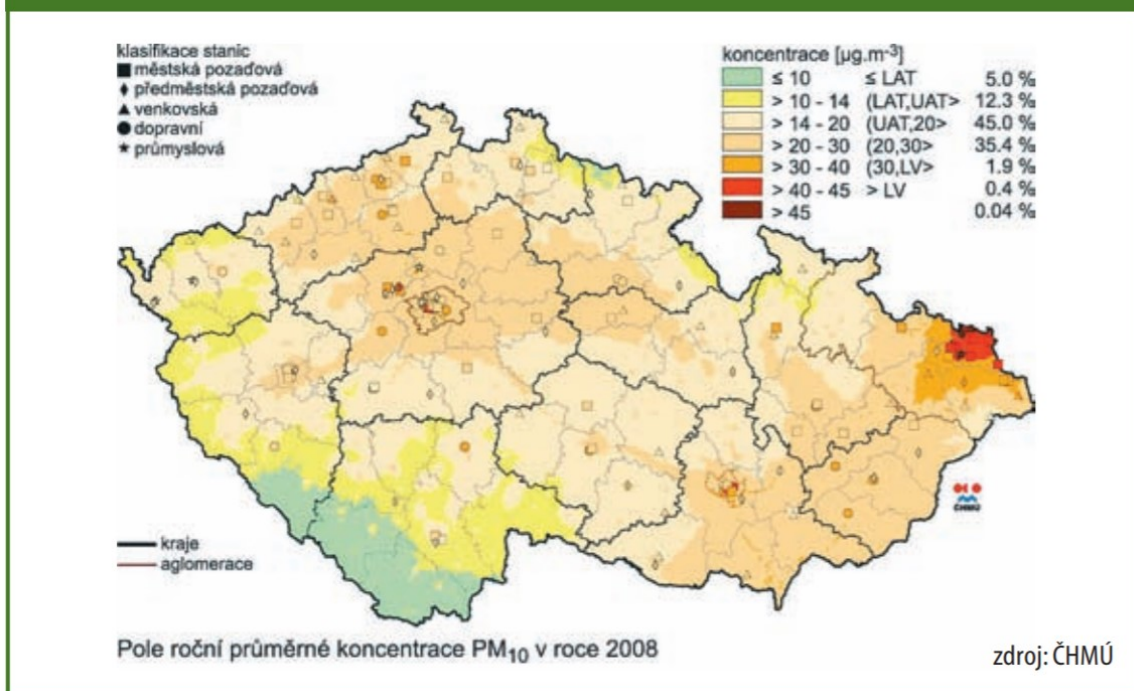 klasifikace stanic
městská pozaďová
předměstská pozaďová
venkovská
dopravní
průmyslová
koncentrace [µg.m-3]
≤ 10 ≤ LAT 5.0 %
> 10 - 14 (LAT,UAT> 12.3 %
> 14 - 20 (UAT,20> 45.0 %
> 20 - 30 (20,30> 35.4 %
> 30 - 40 (30,LV> 1.9 %
> 40 - 45 > LV 0.4 %
> 45 0.04 %
ČHMÚ
kraje
aglomerace
Pole roční průměrné koncentrace PM10 v roce 2008
zdroj: ČHMÚ